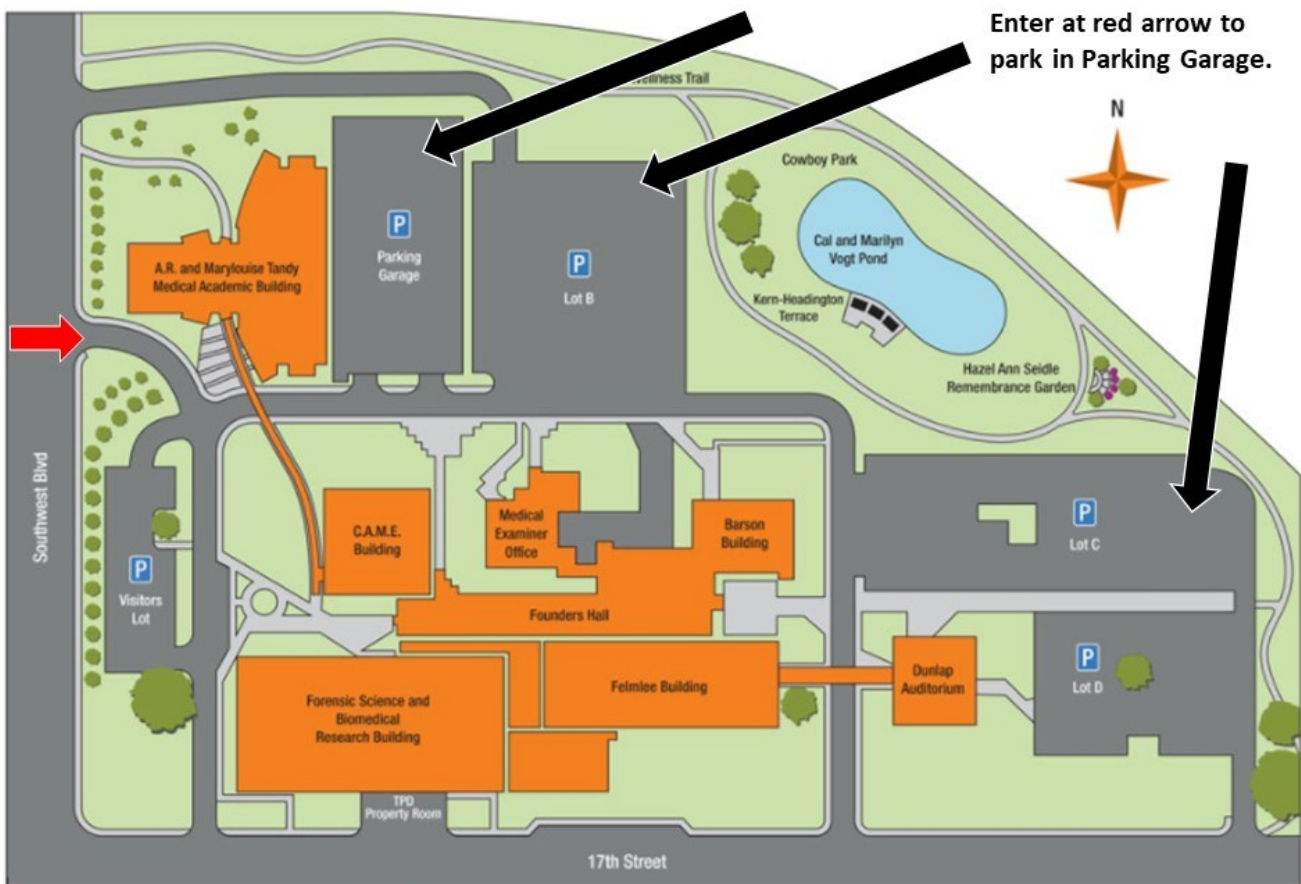 Enter at red arrow to
park in Parking Garage.
Wellness Trail
N
Cowboy Park
P
Parking
Garage
P
Lot B
Cal and Marilyn
Vogt Pond
A.R. and Marylouise Tandy
Medical Academic Building
Kern-Headington
Terrace
Hazel Ann Seidle
Remembrance Garden
Southwest Blvd
P
Visitors
Lot
C.A.M.E.
Building
Medical
Examiner
Office
Barson
Building
P
Lot C
Founders Hall
Forensic Science and
Biomedical
Research Building
Felmlee Building
Dunlap
Auditorium
P
Lot D
TPD
Property Room
17th Street